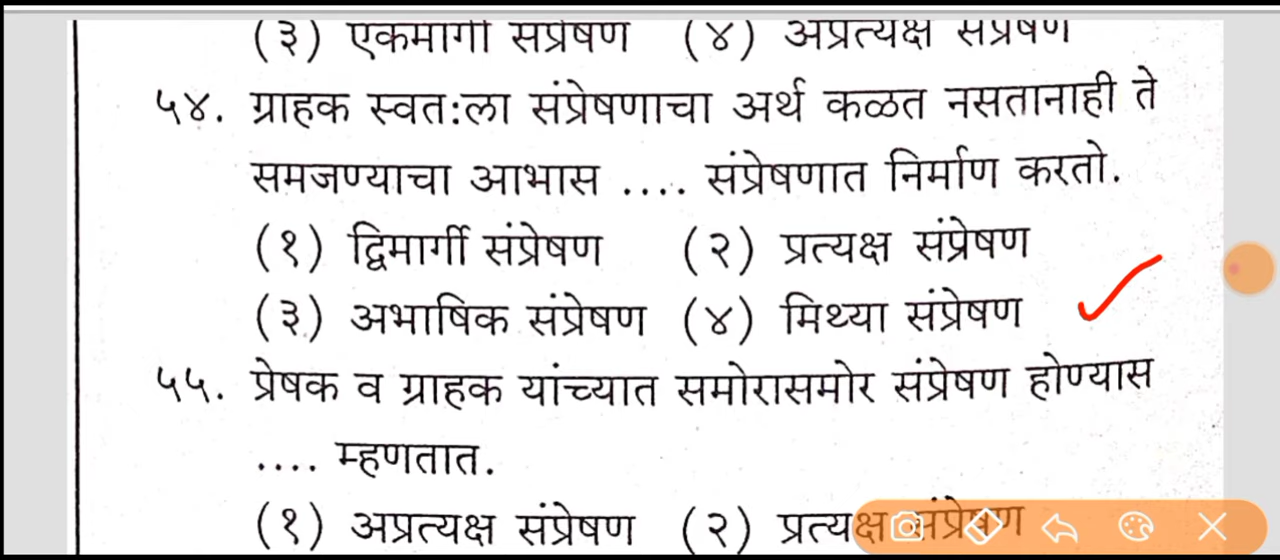 (३) एकमार्गी संप्रेषण (४) अप्रत्यक्ष संप्रेषण
५४. ग्राहक स्वत:ला संप्रेषणाचा अर्थ कळत नसतानाही ते
समजण्याचा आभास .... संप्रेषणात निर्माण करतो.
(१) द्विमार्गी संप्रेषण (२) प्रत्यक्ष संप्रेषण
(३) अभाषिक संप्रेषण (४) मिथ्या संप्रेषण
५५. प्रेषक व ग्राहक यांच्यात समोरासमोर संप्रेषण होण्यास
.... म्हणतात.
(१) अप्रत्यक्ष संप्रेषण (२) प्रत्यक्ष संप्रेषण